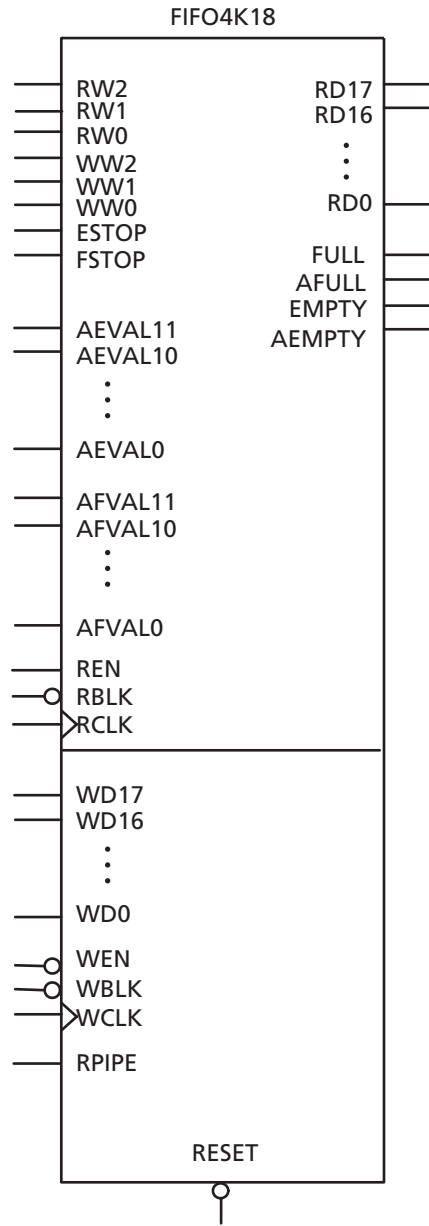 FIFO4K18
RW2
RW1
RW0
WW2
WW1
WW0
ESTOP
FSTOP
AEVAL11
AEVAL10
AEVAL0
AFVAL11
AFVAL10
AFVAL0
REN
RBLK
RCLK
WD17
WD16
WD0
WEN
WBLK
WCLK
RPIPE
RD17
RD16
RD0
FULL
AFULL
EMPTY
AEMPTY
RESET